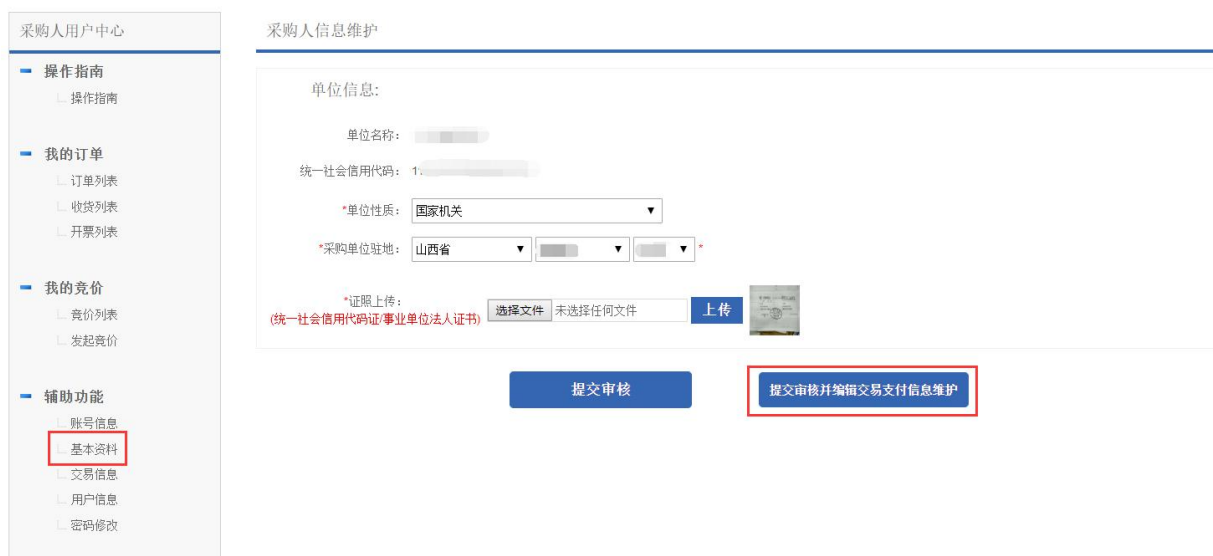 采购人用户中心
操作指南
操作指南
我的订单
订单列表
收货列表
开票列表
我的竞价
竞价列表
发起竞价
辅助功能
账号信息
基本资料
交易信息
用户信息
密码修改
采购人信息维护
单位信息:
单位名称:
统一社会信用代码: 1
*单位性质: 国家机关
*采购单位驻地: 山西省 *
*证照上传:
(统一社会信用代码证/事业单位法人证书)
选择文件 未选择任何文件 上传
提交审核 提交审核并编辑交易支付信息维护